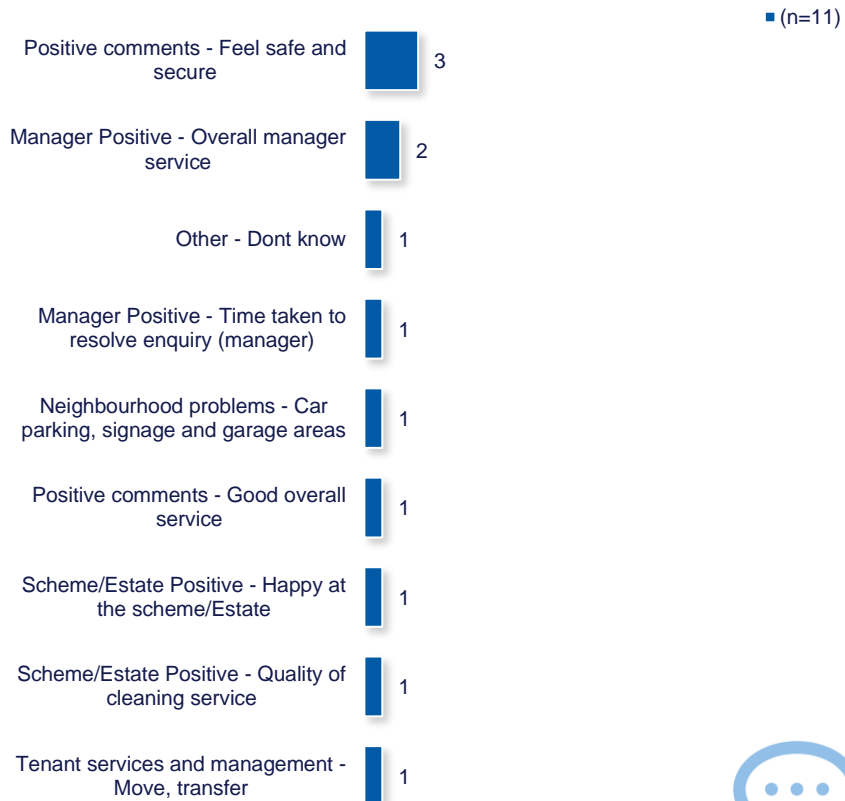 (n=11)
Positive comments - Feel safe and
secure
3
Manager Positive - Overall manager
service
2
Other - Dont know
1
Manager Positive - Time taken to
resolve enquiry (manager)
1
Neighbourhood problems - Car
parking, signage and garage areas
1
Positive comments - Good overall
service
1
Scheme/Estate Positive - Happy at
the scheme/Estate
1
Scheme/Estate Positive - Quality of
cleaning service
1
Tenant services and management -
Move, transfer
1